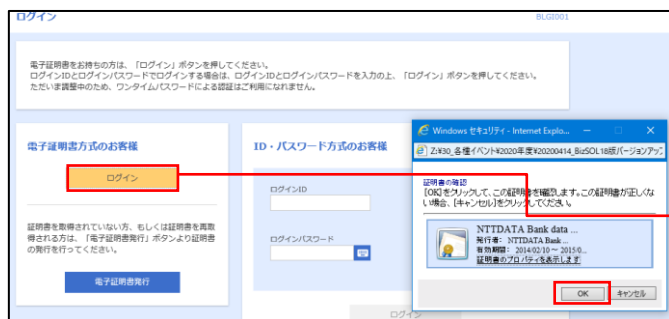 ログイン
BLGI001
電子証明書をお持ちの方は、「ログイン」ボタンを押してください。
ログインIDとログインパスワードでログインする場合は、ログインIDとログインパスワードを入力の上、「ログイン」ボタンを押してください。
ただいま調整中のため、ワンタイムパスワードによる認証はご利用になれません。
電子証明書方式のお客様
ログイン
証明書を取得されていない方、もしくは証明書を再取
得される方は、「電子証明書発行」ボタンより証明書
の発行を行ってください。
電子証明書発行
ID・パスワード方式のお客様
ログインID
ログインパスワード
ログイン
Windows セキュリティ - Internet Explo...
Z:¥30_各種イベント¥2020年度¥20200414_BizSOL18版バージョンアップ
証明書の確認
[OK]をクリックして、この証明書を確認します。この証明書が正しくな
い場合、[キャンセル]をクリックしてください。
NTTDATA Bank data ...
発行者: NTTDATA Bank ...
有効期間: 2014/02/10 ～ 2015/0...
証明書のプロパティを表示します
OK
キャンセル